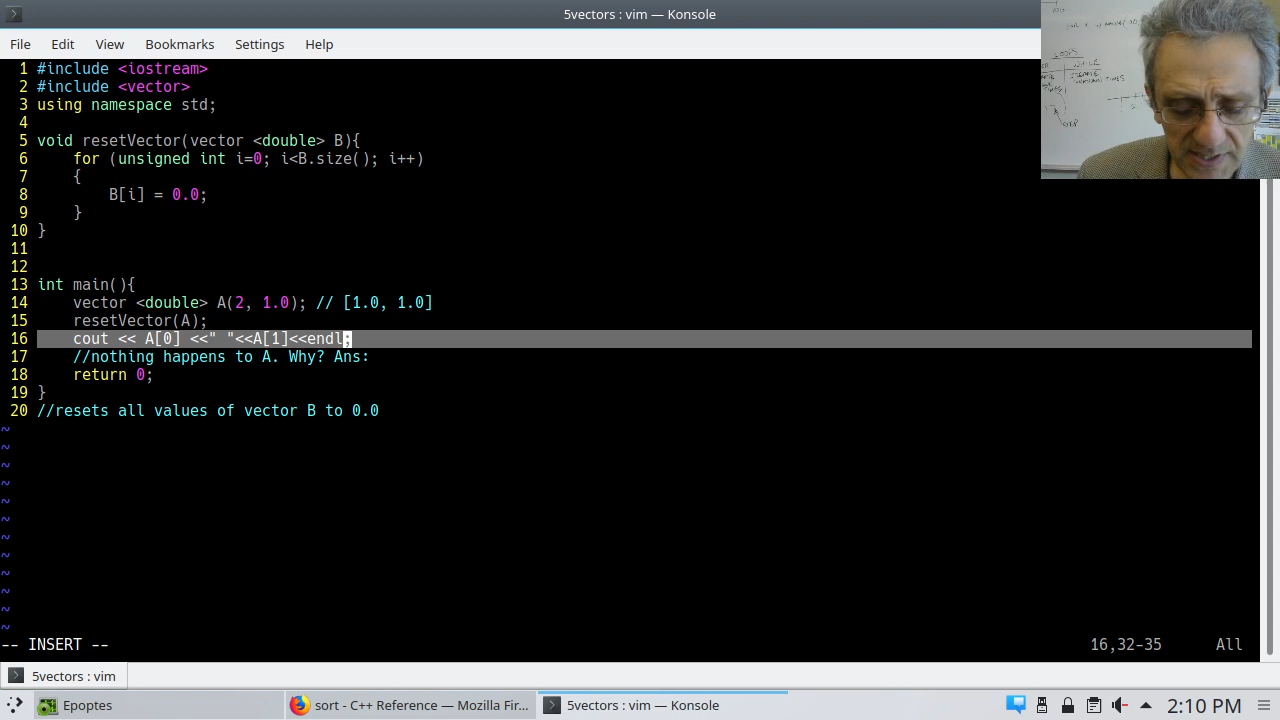 5vectors : vim — Konsole
File Edit View Bookmarks Settings Help
1 #include <iostream>
2 #include <vector>
3 using namespace std;
4
5 void resetVector(vector <double> B){
6     for (unsigned int i=0; i<B.size(); i++)
7     {
8         B[i] = 0.0;
9     }
10 }
11
12
13 int main(){
14     vector <double> A(2, 1.0); // [1.0, 1.0]
15     resetVector(A);
16     cout << A[0] <<" "<<A[1]<<endl;
17     //nothing happens to A. Why? Ans:
18     return 0;
19 }
20 //resets all values of vector B to 0.0
~
~
~
~
~
~
~
~
~
~
~
~
-- INSERT -- 16,32-35 All
5vectors : vim
Epoptes sort - C++ Reference — Mozilla Fir... 5vectors : vim — Konsole 2:10 PM
LOOPS
WHILE
TIMES